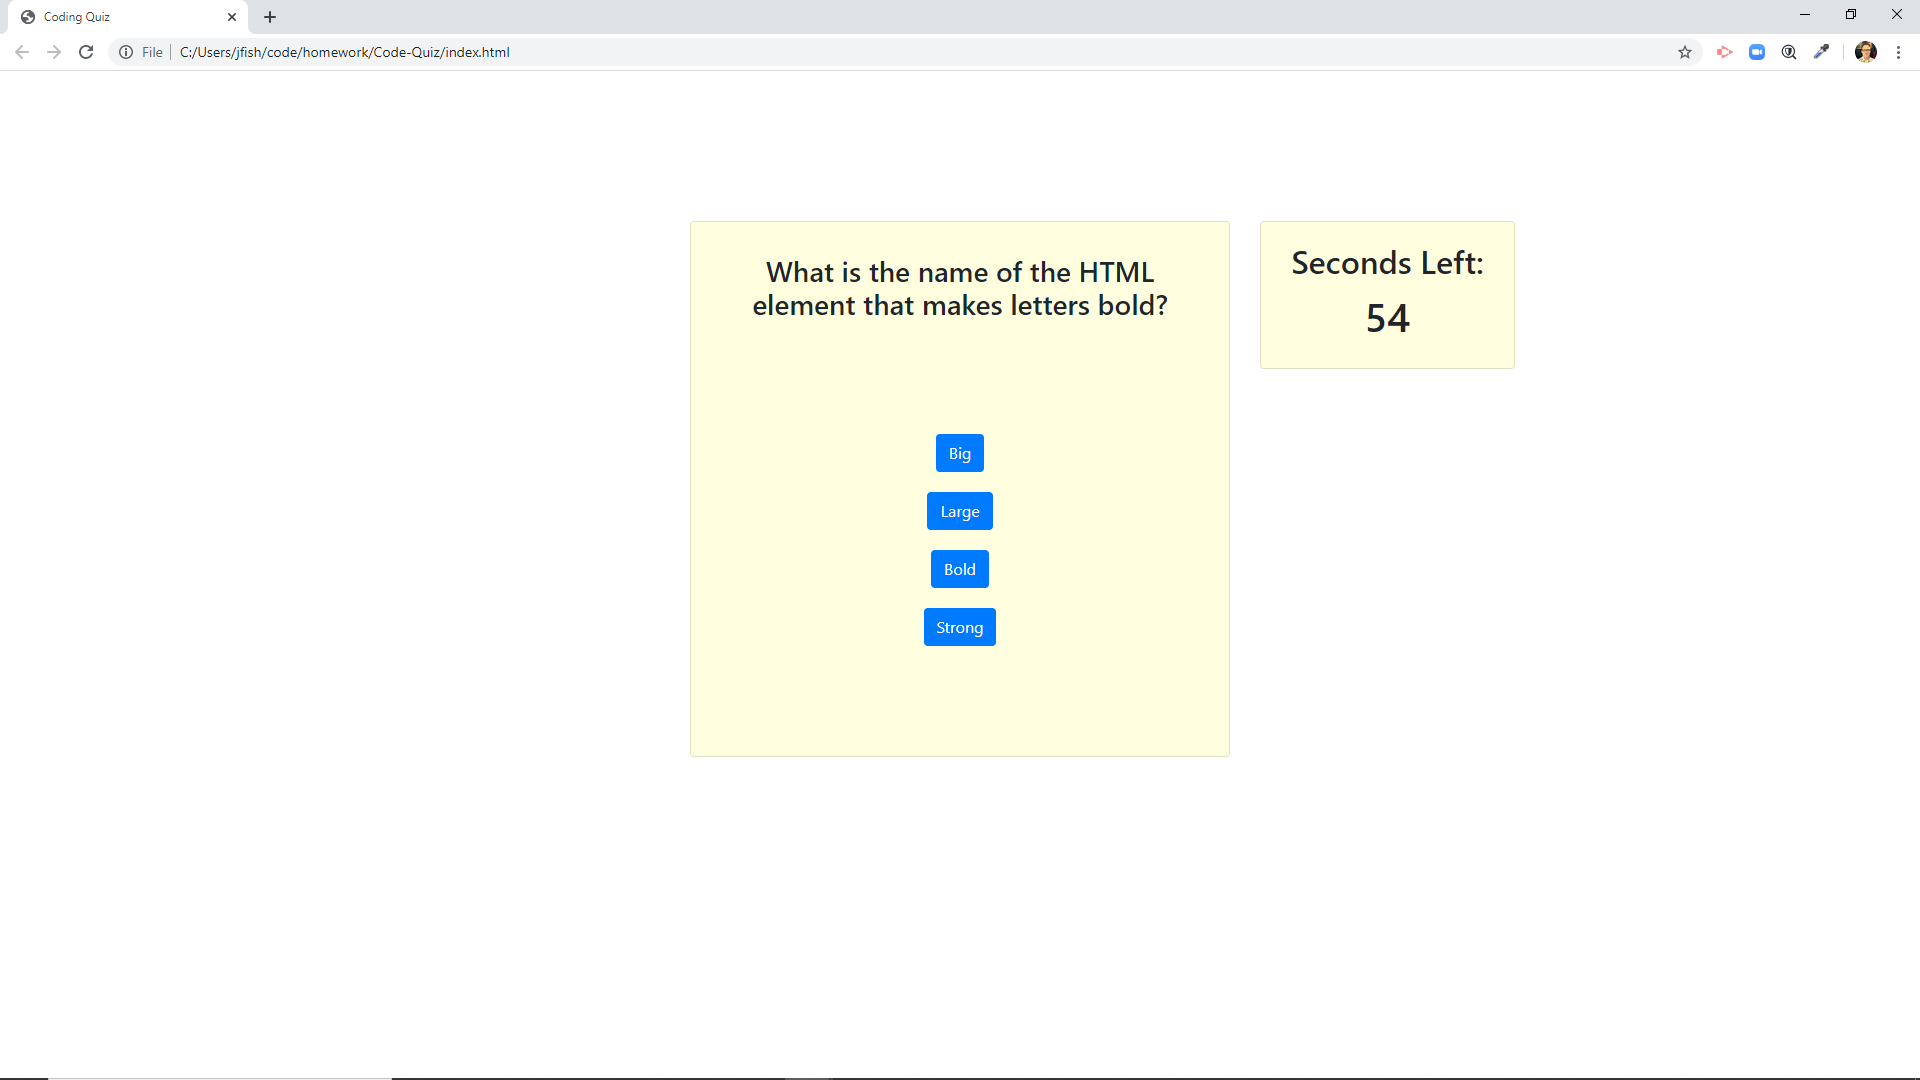 Coding Quiz
File
C:/Users/jfish/code/homework/Code-Quiz/index.html
What is the name of the HTML
element that makes letters bold?
Big
Large
Bold
Strong
Seconds Left:
54